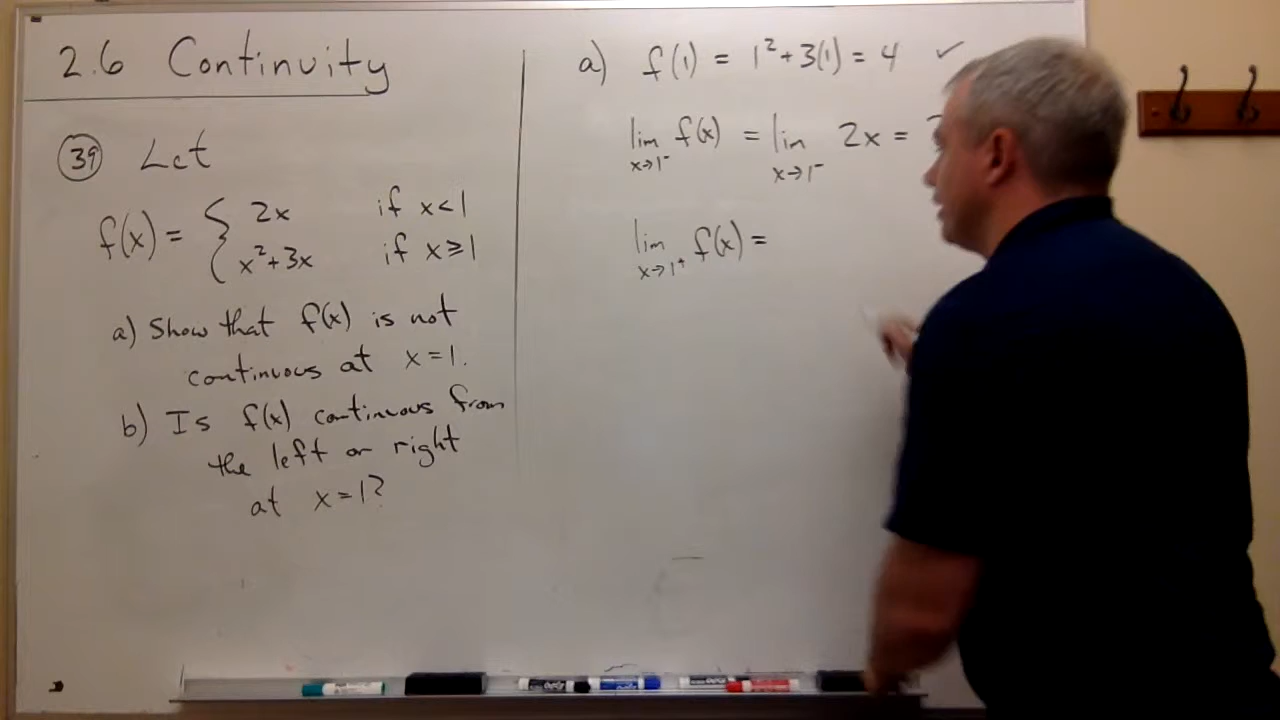 2.6 Continuity
39 Let
f(x) = { 2x if x<1
x²+3x if x≥1
a) Show that f(x) is not
continuous at x=1.
b) Is f(x) continuous from
the left or right
at x=1?
a) f(1) = 1²+3(1) = 4 ✓
lim x→1⁻ f(x) = lim x→1⁻ 2x =
lim x→1⁺ f(x) =